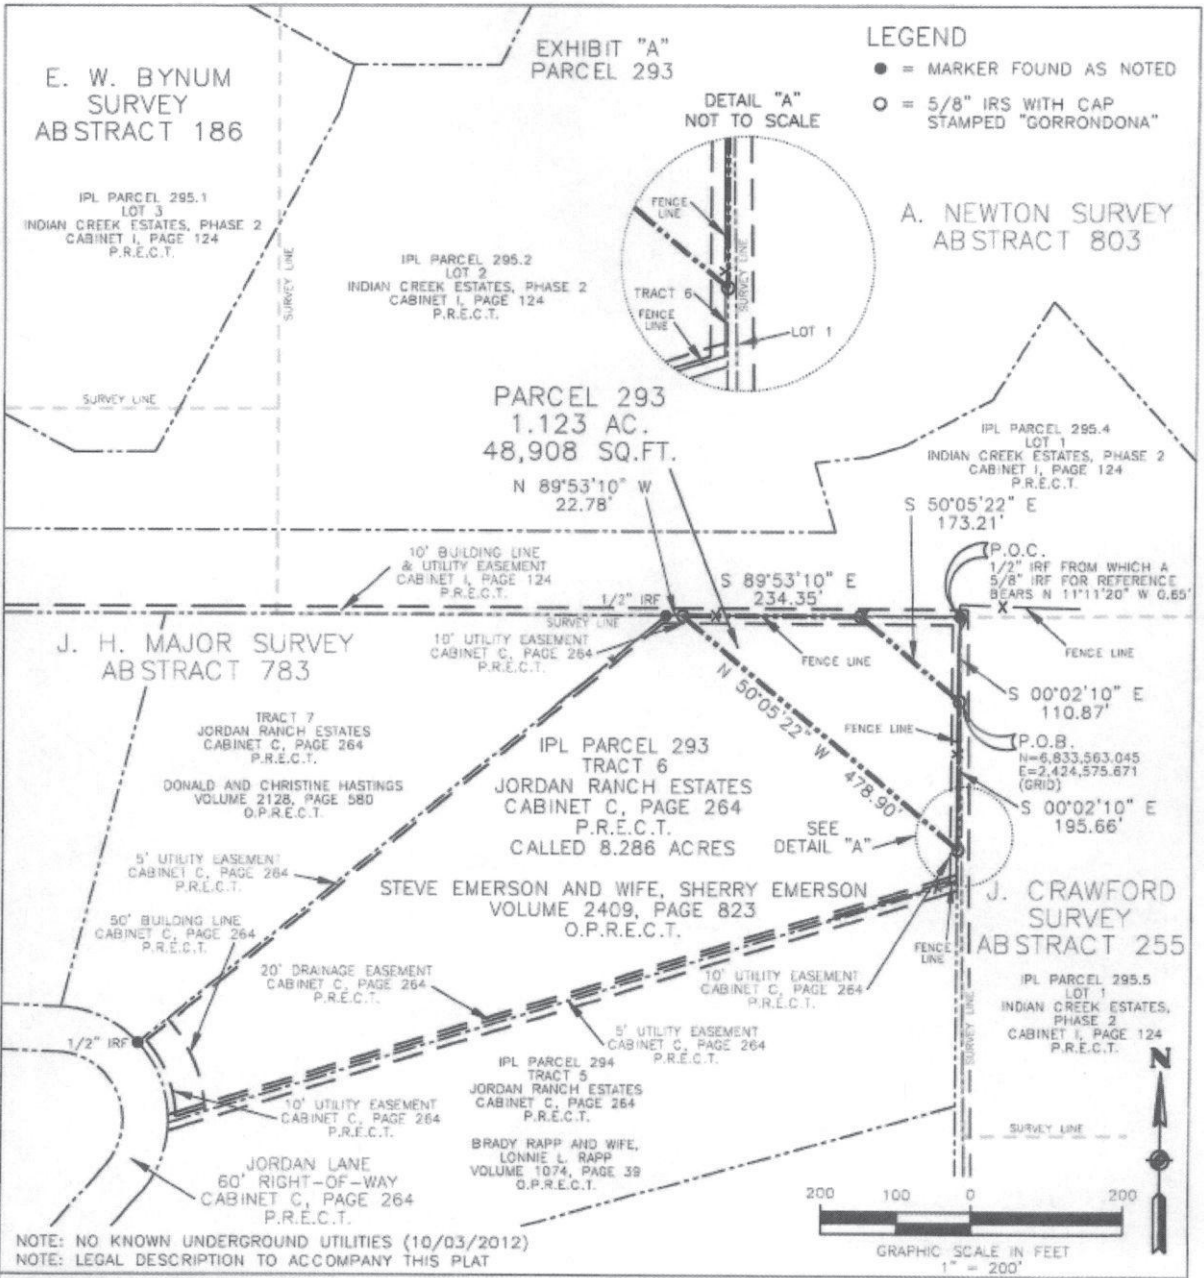 EXHIBIT "A"
PARCEL 293
LEGEND
● = MARKER FOUND AS NOTED
O = 5/8" IRS WITH CAP
STAMPED "GORRONDONA"
E. W. BYNUM
SURVEY
ABSTRACT 186
DETAIL "A"
NOT TO SCALE
FENCE
LINE
SURVEY LINE
TRACT 6
FENCE
LINE
LOT 1
A. NEWTON SURVEY
ABSTRACT 803
IPL PARCEL 295.1
LOT 3
INDIAN CREEK ESTATES, PHASE 2
CABINET I, PAGE 124
P.R.E.C.T.
SURVEY LINE
IPL PARCEL 295.2
LOT 2
INDIAN CREEK ESTATES, PHASE 2
CABINET I, PAGE 124
P.R.E.C.T.
SURVEY LINE
PARCEL 293
1.123 AC.
48,908 SQ.FT.
N 89°53'10" W
22.78'
IPL PARCEL 295.4
LOT 1
INDIAN CREEK ESTATES, PHASE 2
CABINET I, PAGE 124
P.R.E.C.T.
S 50°05'22" E
173.21'
P.O.C.
1/2" IRF FROM WHICH A
5/8" IRF FOR REFERENCE
BEARS N 11°11'20" W 0.65'
10' BUILDING LINE
& UTILITY EASEMENT
CABINET I, PAGE 124
P.R.E.C.T.
S 89°53'10" E
234.35'
1/2" IRF
SURVEY LINE
J. H. MAJOR SURVEY
ABSTRACT 783
10' UTILITY EASEMENT
CABINET C, PAGE 264
P.R.E.C.T.
FENCE LINE
FENCE LINE
S 00°02'10" E
110.87'
TRACT 7
JORDAN RANCH ESTATES
CABINET C, PAGE 264
P.R.E.C.T.
DONALD AND CHRISTINE HASTINGS
VOLUME 2128, PAGE 580
O.P.R.E.C.T.
N 50°05'22" W 478.90'
FENCE LINE
P.O.B.
N=6,833,563.045
E=2,424,575.671
(GRID)
S 00°02'10" E
195.66'
IPL PARCEL 293
TRACT 6
JORDAN RANCH ESTATES
CABINET C, PAGE 264
P.R.E.C.T.
CALLED 8.286 ACRES
SEE
DETAIL "A"
STEVE EMERSON AND WIFE, SHERRY EMERSON
VOLUME 2409, PAGE 823
O.P.R.E.C.T.
5' UTILITY EASEMENT
CABINET C, PAGE 264
P.R.E.C.T.
50' BUILDING LINE
CABINET C, PAGE 264
P.R.E.C.T.
J. CRAWFORD
SURVEY
ABSTRACT 255
FENCE
LINE
20' DRAINAGE EASEMENT
CABINET C, PAGE 264
P.R.E.C.T.
10' UTILITY EASEMENT
CABINET C, PAGE 264
P.R.E.C.T.
IPL PARCEL 295.5
LOT 1
INDIAN CREEK ESTATES,
PHASE 2
CABINET I, PAGE 124
P.R.E.C.T.
SURVEY LINE
1/2" IRF
5' UTILITY EASEMENT
CABINET C, PAGE 264
P.R.E.C.T.
IPL PARCEL 294
TRACT 5
JORDAN RANCH ESTATES
CABINET C, PAGE 264
P.R.E.C.T.
BRADY RAPP AND WIFE,
LONNIE L. RAPP
VOLUME 1074, PAGE 39
O.P.R.E.C.T.
10' UTILITY EASEMENT
CABINET C, PAGE 264
P.R.E.C.T.
JORDAN LANE
60' RIGHT-OF-WAY
CABINET C, PAGE 264
P.R.E.C.T.
N
SURVEY LINE
200 100 0 200
GRAPHIC SCALE IN FEET
1" = 200'
NOTE: NO KNOWN UNDERGROUND UTILITIES (10/03/2012)
NOTE: LEGAL DESCRIPTION TO ACCOMPANY THIS PLAT